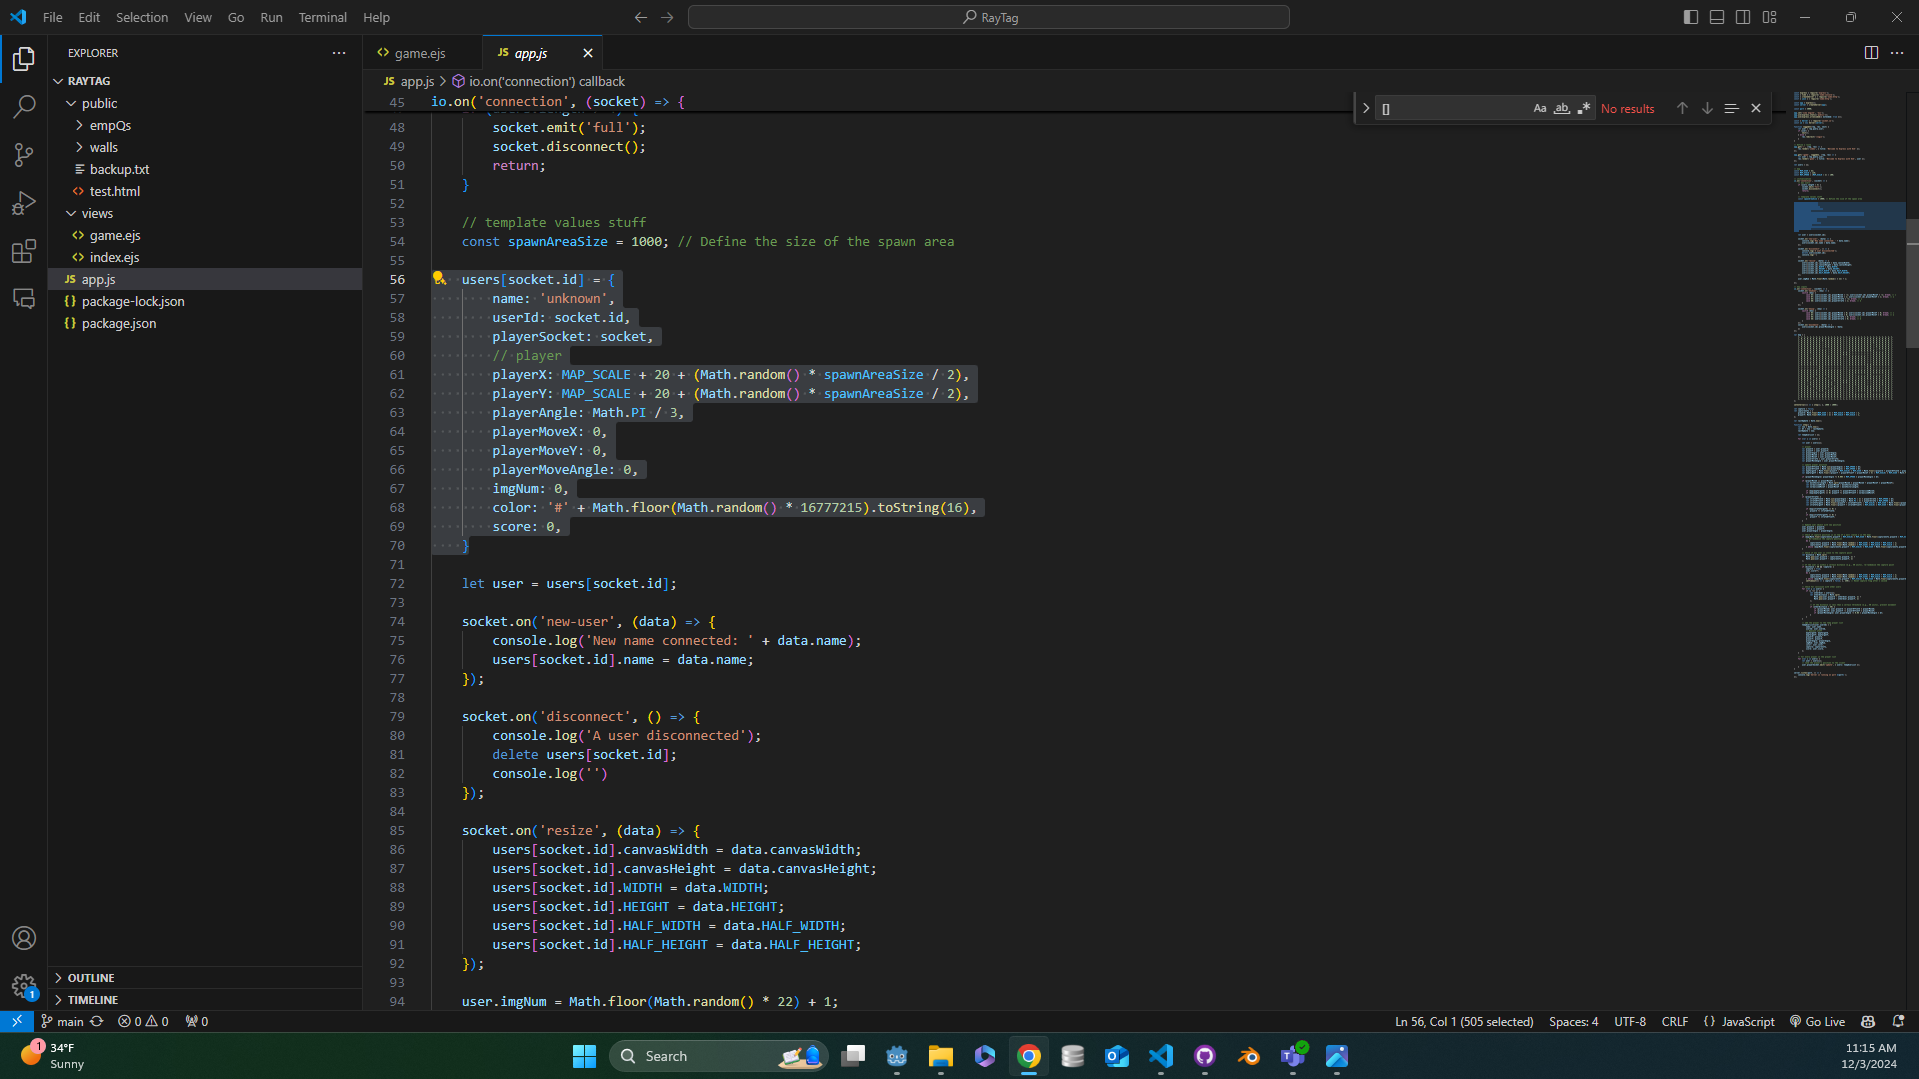 File Edit Selection View Go Run Terminal Help
RayTag
EXPLORER
RAYTAG
public
empQs
walls
backup.txt
test.html
views
game.ejs
index.ejs
JS app.js
{} package-lock.json
{} package.json
OUTLINE
TIMELINE
game.ejs
JS app.js
JS app.js > io.on('connection') callback
[] Aa ab No results
45 io.on('connection', (socket) => {
48 socket.emit('full');
49 socket.disconnect();
50 return;
51 }
52
53 // template values stuff
54 const spawnAreaSize = 1000; // Define the size of the spawn area
55
56 users[socket.id] = {
57 name: 'unknown',
58 userId: socket.id,
59 playerSocket: socket,
60 // player
61 playerX: MAP_SCALE + 20 + (Math.random() * spawnAreaSize / 2),
62 playerY: MAP_SCALE + 20 + (Math.random() * spawnAreaSize / 2),
63 playerAngle: Math.PI / 3,
64 playerMoveX: 0,
65 playerMoveY: 0,
66 playerMoveAngle: 0,
67 imgNum: 0,
68 color: '#' + Math.floor(Math.random() * 16777215).toString(16),
69 score: 0,
70 }
71
72 let user = users[socket.id];
73
74 socket.on('new-user', (data) => {
75 console.log('New name connected: ' + data.name);
76 users[socket.id].name = data.name;
77 });
78
79 socket.on('disconnect', () => {
80 console.log('A user disconnected');
81 delete users[socket.id];
82 console.log('')
83 });
84
85 socket.on('resize', (data) => {
86 users[socket.id].canvasWidth = data.canvasWidth;
87 users[socket.id].canvasHeight = data.canvasHeight;
88 users[socket.id].WIDTH = data.WIDTH;
89 users[socket.id].HEIGHT = data.HEIGHT;
90 users[socket.id].HALF_WIDTH = data.HALF_WIDTH;
91 users[socket.id].HALF_HEIGHT = data.HALF_HEIGHT;
92 });
93
94 user.imgNum = Math.floor(Math.random() * 22) + 1;
1
main 0 0 0
Ln 56, Col 1 (505 selected) Spaces: 4 UTF-8 CRLF {} JavaScript Go Live
1
34°F
Sunny
Search
11:15 AM
12/3/2024